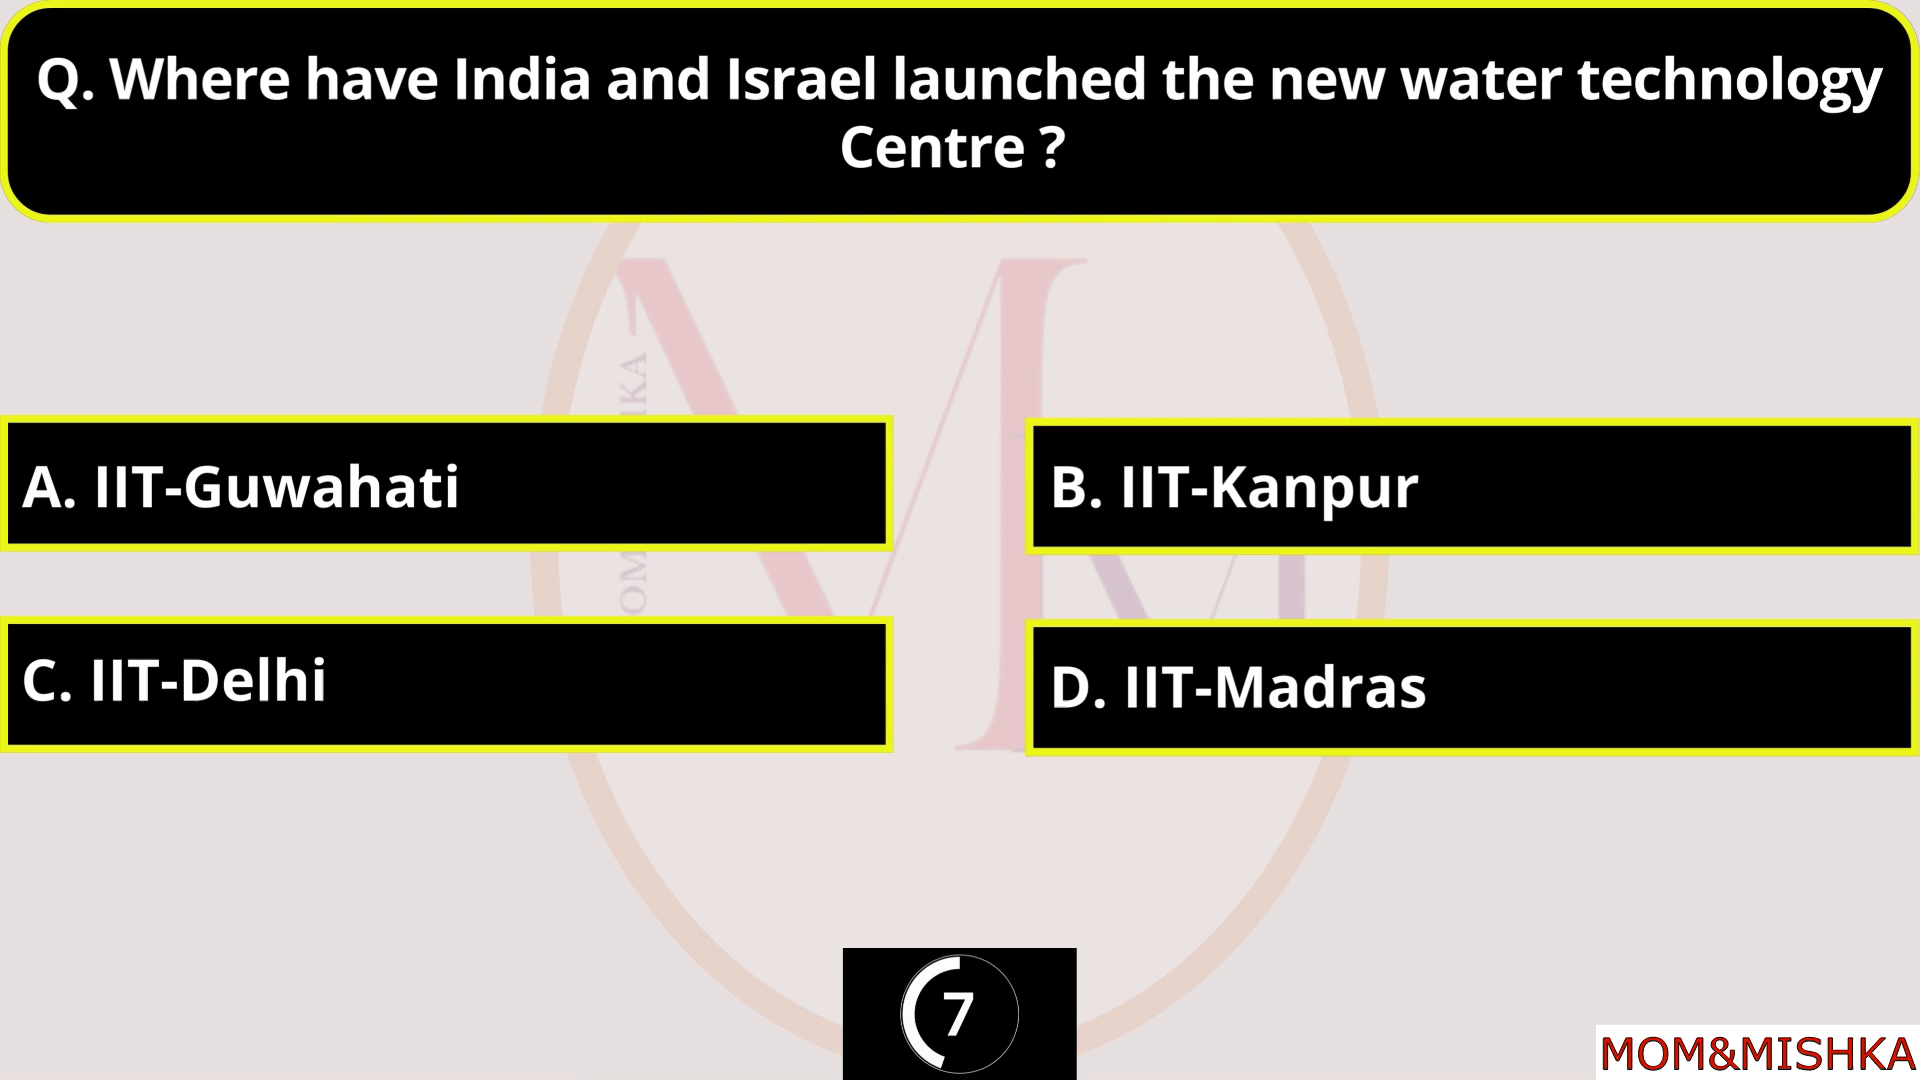 Q. Where have India and Israel launched the new water technology
Centre ?
A. IIT-Guwahati
B. IIT-Kanpur
C. IIT-Delhi
D. IIT-Madras
7
MOM&MISHKA